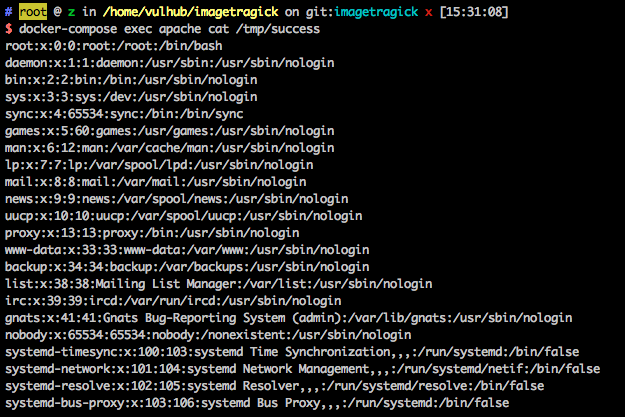 # root @ z in /home/vulhub/imagetragick on git:imagetragick x [15:31:08]
$ docker-compose exec apache cat /tmp/success
root:x:0:0:root:/root:/bin/bash
daemon:x:1:1:daemon:/usr/sbin:/usr/sbin/nologin
bin:x:2:2:bin:/bin:/usr/sbin/nologin
sys:x:3:3:sys:/dev:/usr/sbin/nologin
sync:x:4:65534:sync:/bin:/bin/sync
games:x:5:60:games:/usr/games:/usr/sbin/nologin
man:x:6:12:man:/var/cache/man:/usr/sbin/nologin
lp:x:7:7:lp:/var/spool/lpd:/usr/sbin/nologin
mail:x:8:8:mail:/var/mail:/usr/sbin/nologin
news:x:9:9:news:/var/spool/news:/usr/sbin/nologin
uucp:x:10:10:uucp:/var/spool/uucp:/usr/sbin/nologin
proxy:x:13:13:proxy:/bin:/usr/sbin/nologin
www-data:x:33:33:www-data:/var/www:/usr/sbin/nologin
backup:x:34:34:backup:/var/backups:/usr/sbin/nologin
list:x:38:38:Mailing List Manager:/var/list:/usr/sbin/nologin
irc:x:39:39:ircd:/var/run/ircd:/usr/sbin/nologin
gnats:x:41:41:Gnats Bug-Reporting System (admin):/var/lib/gnats:/usr/sbin/nologin
nobody:x:65534:65534:nobody:/nonexistent:/usr/sbin/nologin
systemd-timesync:x:100:103:systemd Time Synchronization,,,:/run/systemd:/bin/false
systemd-network:x:101:104:systemd Network Management,,,:/run/systemd/netif:/bin/false
systemd-resolve:x:102:105:systemd Resolver,,,:/run/systemd/resolve:/bin/false
systemd-bus-proxy:x:103:106:systemd Bus Proxy,,,:/run/systemd:/bin/false